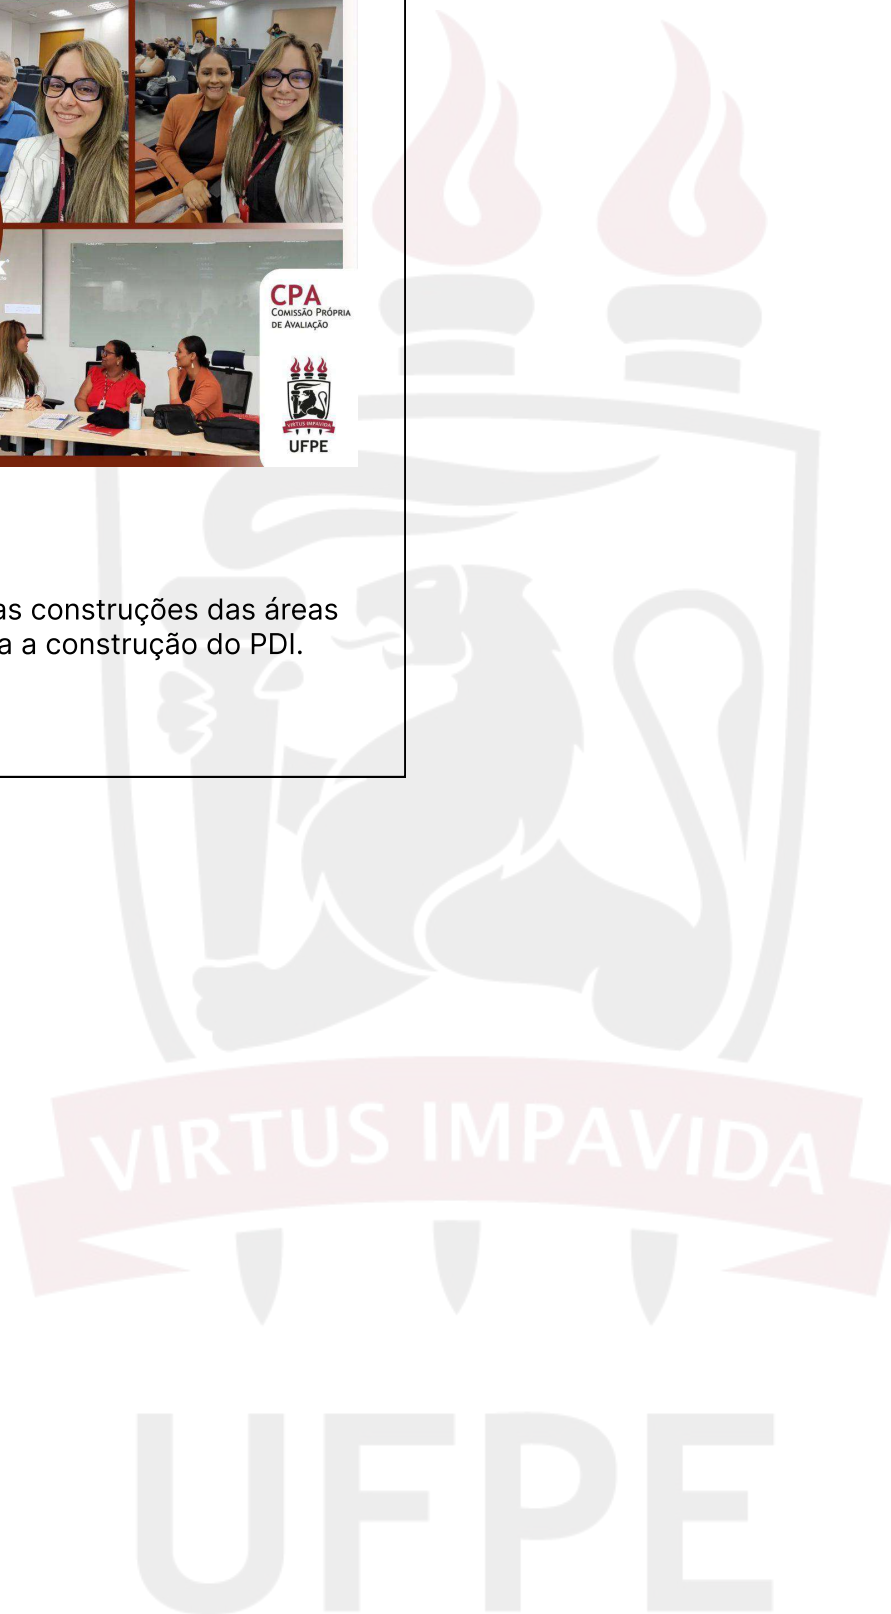 CPA
COMISSÃO PRÓPRIA
DE AVALIAÇÃO
VIRTUS IMPAVIDA
UFPE
as construções das áreas
a a construção do PDI.
VIRTUS IMPAVIDA
UFPE